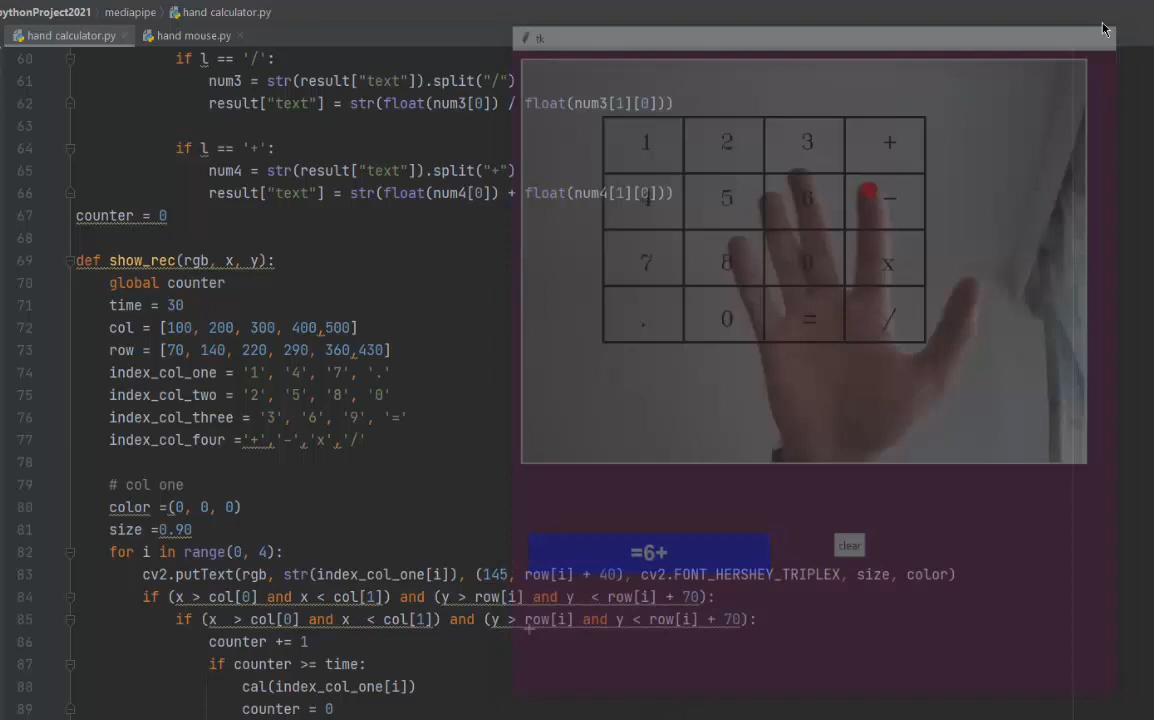 pythonProject2021 mediapipe hand calculator.py
hand calculator.py hand mouse.py
tk
60 if l == '/':
61 num3 = str(result["text"]).split("/")
62 result["text"] = str(float(num3[0]) / float(num3[1][0]))
63
64 if l == '+':
65 num4 = str(result["text"]).split("+")
66 result["text"] = str(float(num4[0]) + float(num4[1][0]))
67 counter = 0
68
69 def show_rec(rgb, x, y):
70 global counter
71 time = 30
72 col = [100, 200, 300, 400,500]
73 row = [70, 140, 220, 290, 360,430]
74 index_col_one = '1', '4', '7', '.'
75 index_col_two = '2', '5', '8', '0'
76 index_col_three = '3', '6', '9', '='
77 index_col_four ='+','-','x','/'
78
79 # col one
80 color =(0, 0, 0)
81 size =0.90
82 for i in range(0, 4):
83 cv2.putText(rgb, str(index_col_one[i]), (145, row[i] + 40), cv2.FONT_HERSHEY_TRIPLEX, size, color)
84 if (x > col[0] and x < col[1]) and (y > row[i] and y < row[i] + 70):
85 if (x > col[0] and x < col[1]) and (y > row[i] and y < row[i] + 70):
86 counter += 1
87 if counter >= time:
88 cal(index_col_one[i])
89 counter = 0
1 2 3 +
4 5 6 -
7 8 9 x
. 0 = /
=6+
clear